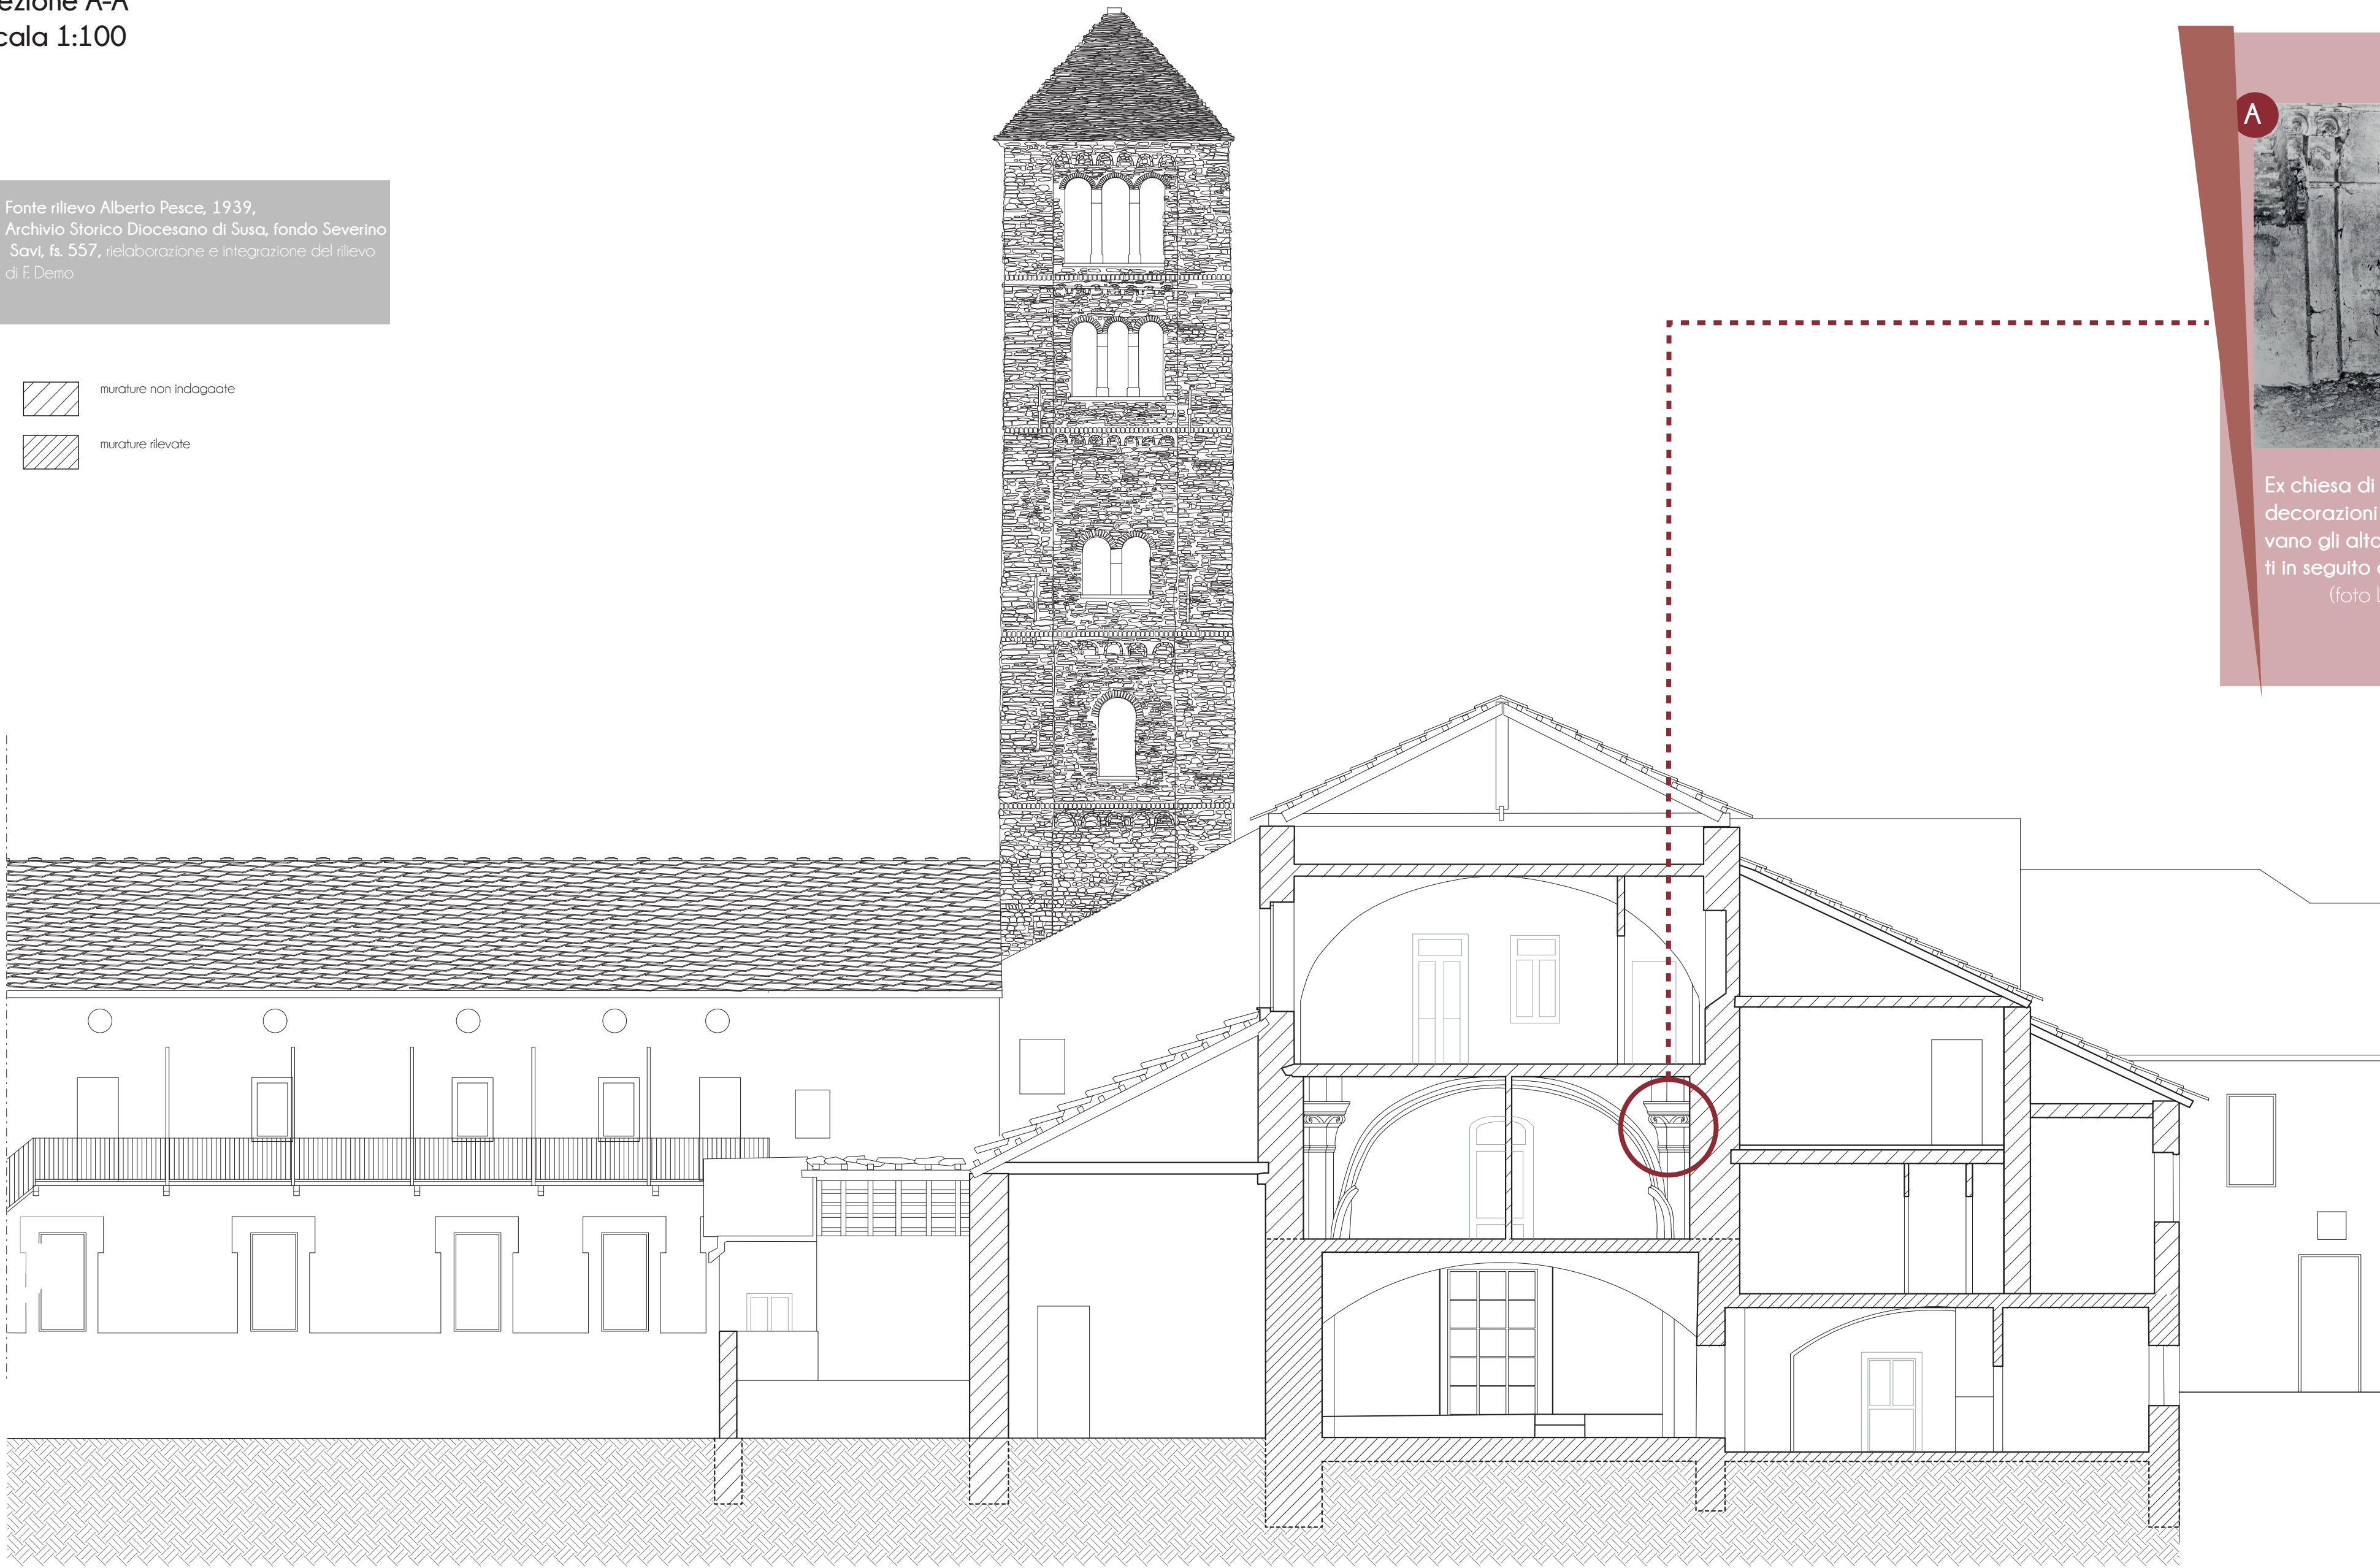 ezione A-A
cala 1:100
Fonte rilievo Alberto Pesce, 1939,
Archivio Storico Diocesano di Susa, fondo Severino
Savi, fs. 557, rielaborazione e integrazione del rilievo
di F. Demo
murature non indagaate
murature rilevate
A
Ex chiesa di
decorazioni
vano gli alta
ti in seguito
(foto L